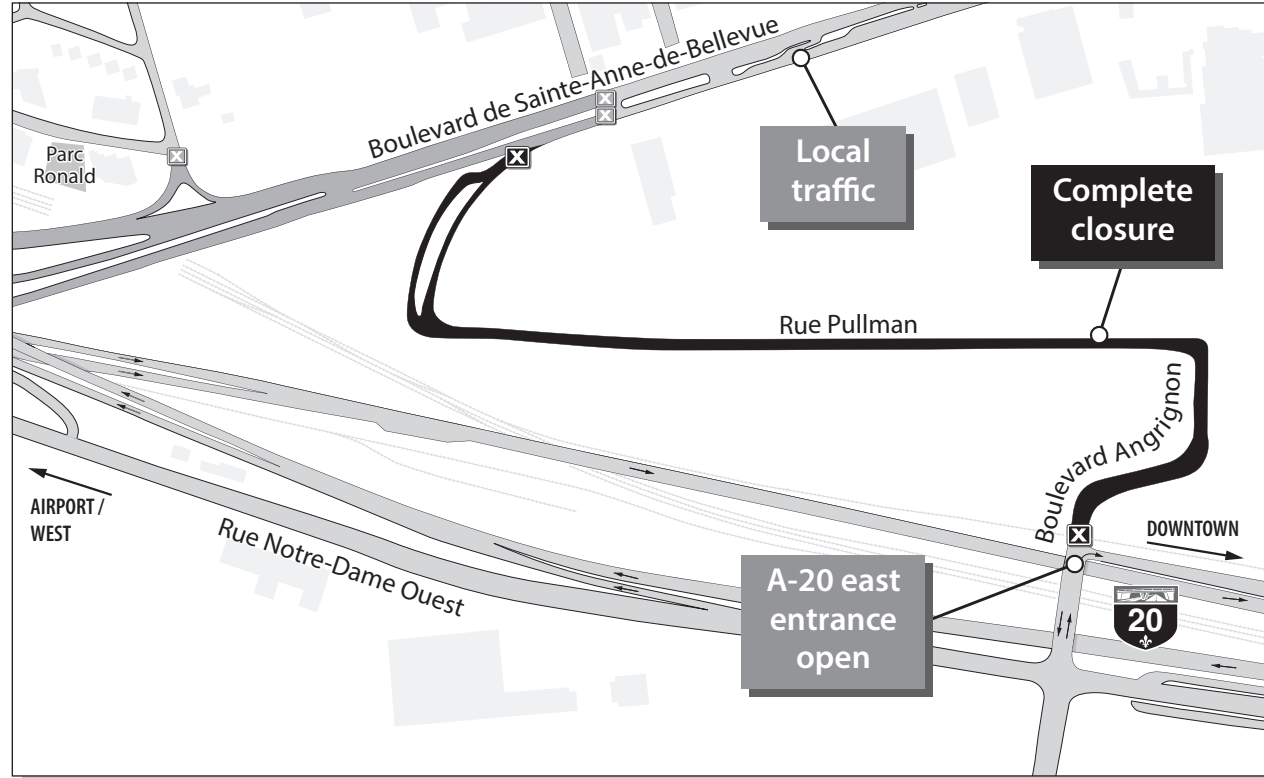 Boulevard de Sainte-Anne-de-Bellevue
Parc
Ronald
Local
traffic
Complete
closure
Rue Pullman
Boulevard Angrignon
AIRPORT /
WEST
DOWNTOWN
Rue Notre-Dame Ouest
A-20 east
entrance
open
20